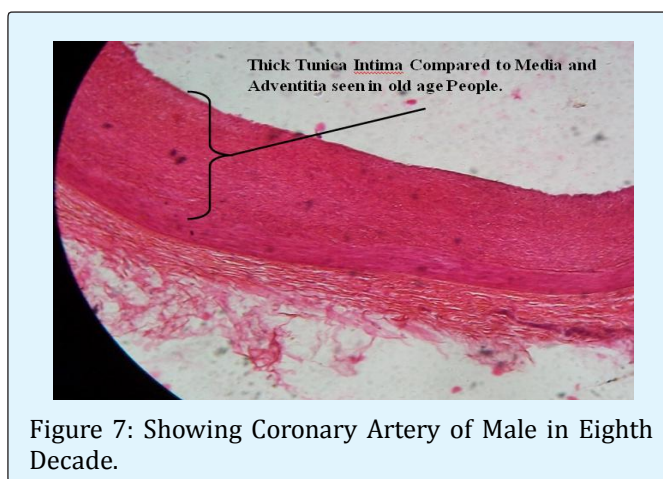 Thick Tunica Intima Compared to Media and
Adventitia seen in old age People.
Figure 7: Showing Coronary Artery of Male in Eighth
Decade.